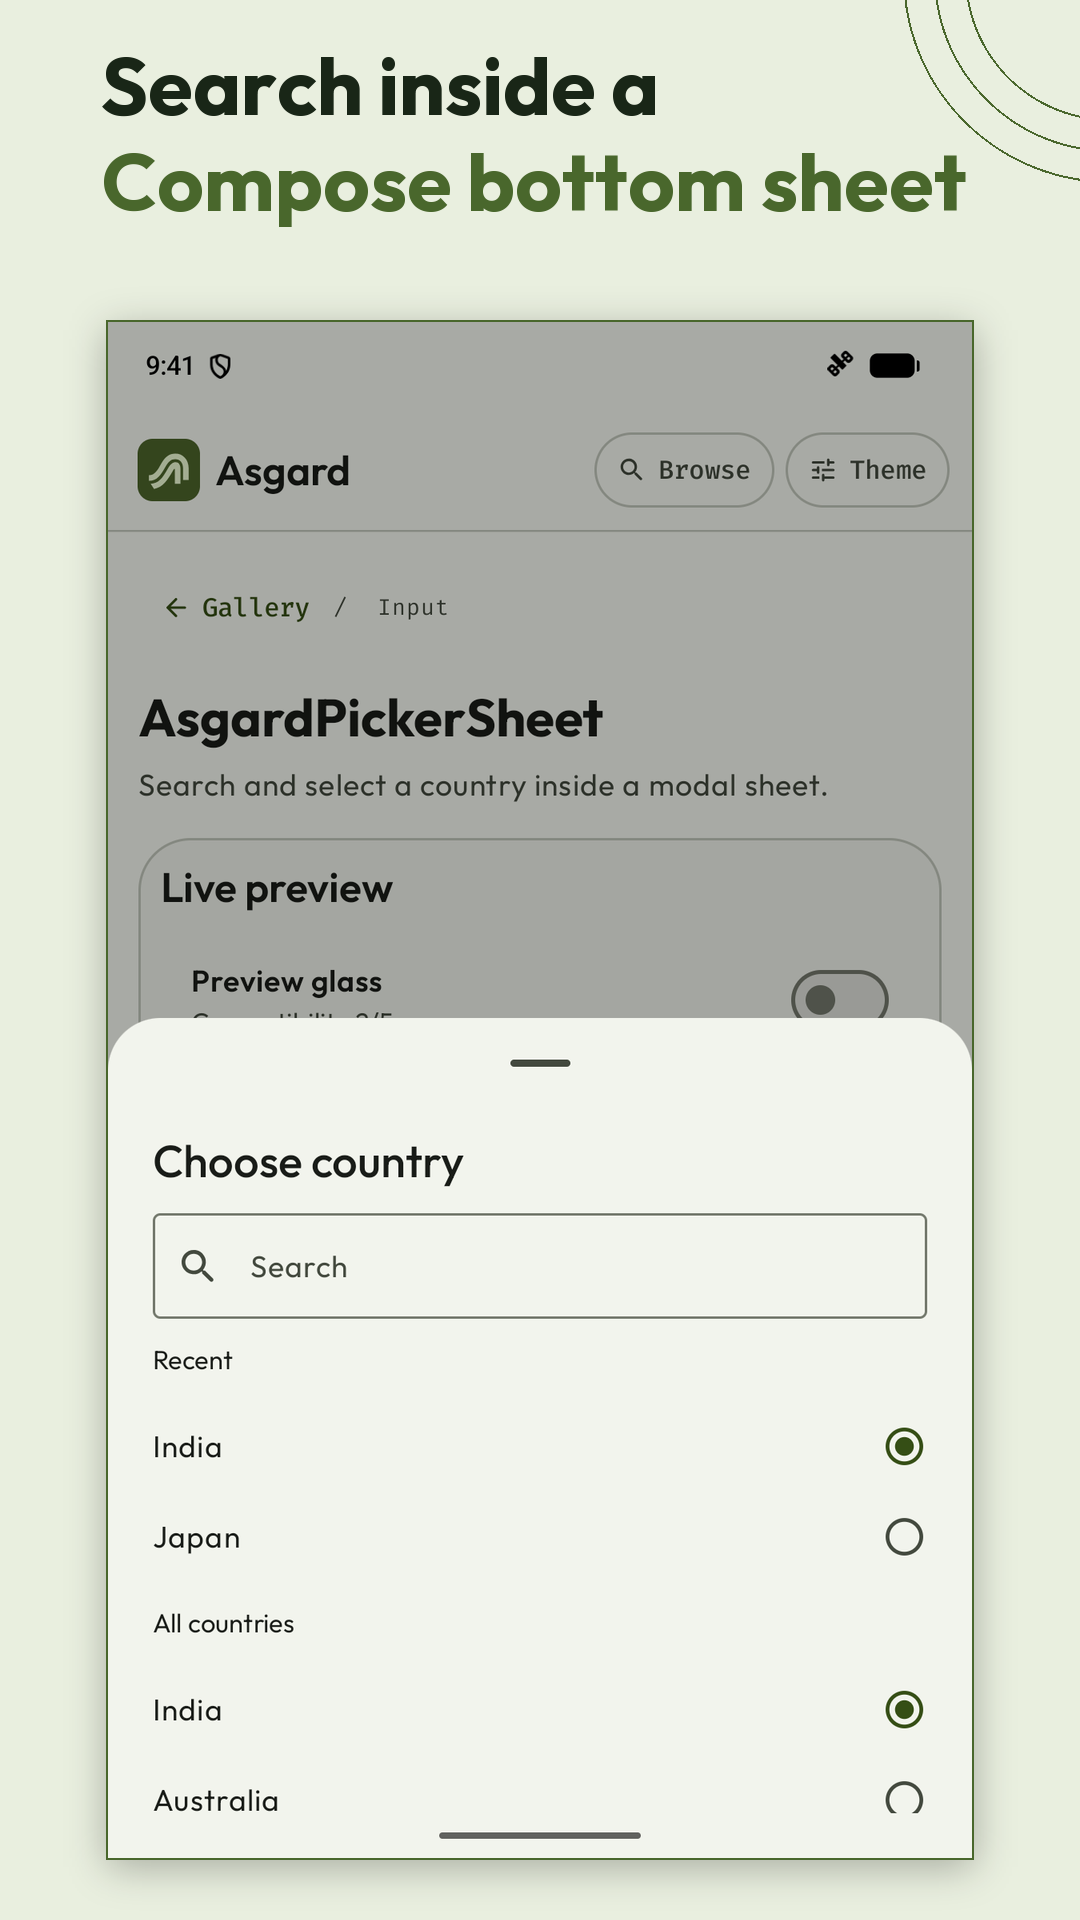 Search inside a
Compose bottom sheet
9:41
Asgard
Browse
Theme
← Gallery / Input
AsgardPickerSheet
Search and select a country inside a modal sheet.
Live preview
Preview glass
Choose country
Search
Recent
India
Japan
All countries
India
Australia